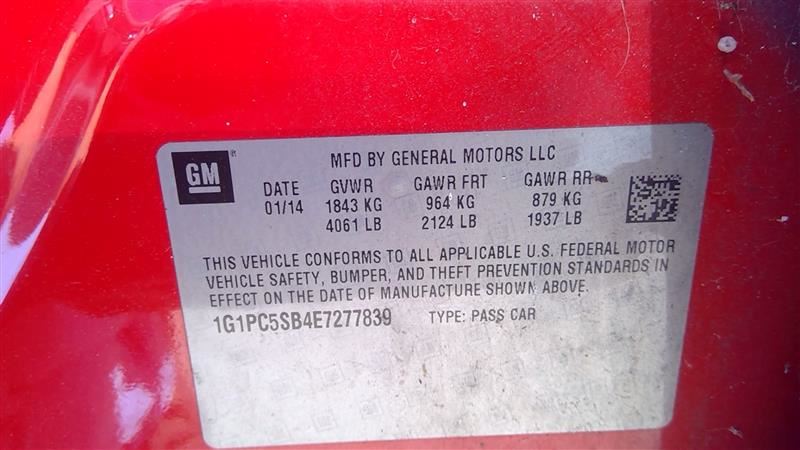 GM
MFD BY GENERAL MOTORS LLC
DATE GVWR GAWR FRT GAWR RR
01/14 1843 KG 964 KG 879 KG
4061 LB 2124 LB 1937 LB
THIS VEHICLE CONFORMS TO ALL APPLICABLE U.S. FEDERAL MOTOR
VEHICLE SAFETY, BUMPER, AND THEFT PREVENTION STANDARDS IN
EFFECT ON THE DATE OF MANUFACTURE SHOWN ABOVE.
1G1PC5SB4E7277839 TYPE: PASS CAR